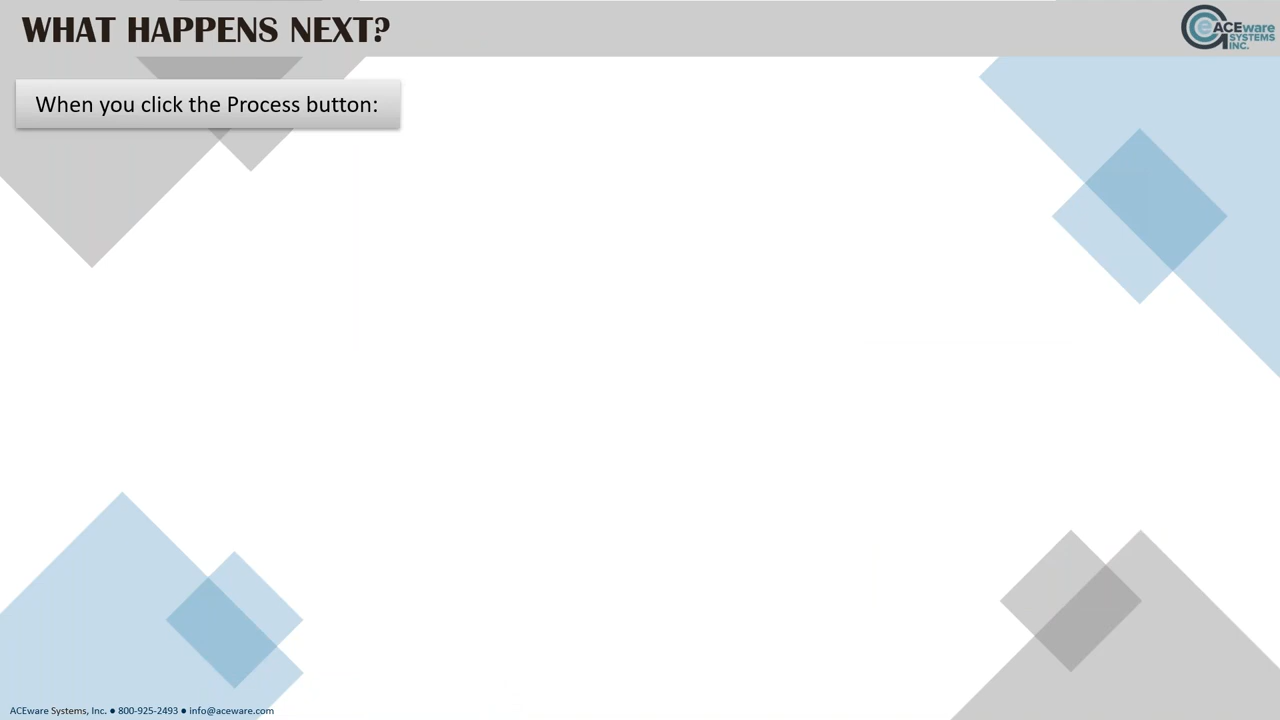 WHAT HAPPENS NEXT?
ACEware
SYSTEMS
INC.
When you click the Process button:
ACEware Systems, Inc. ● 800-925-2493 ● info@aceware.com